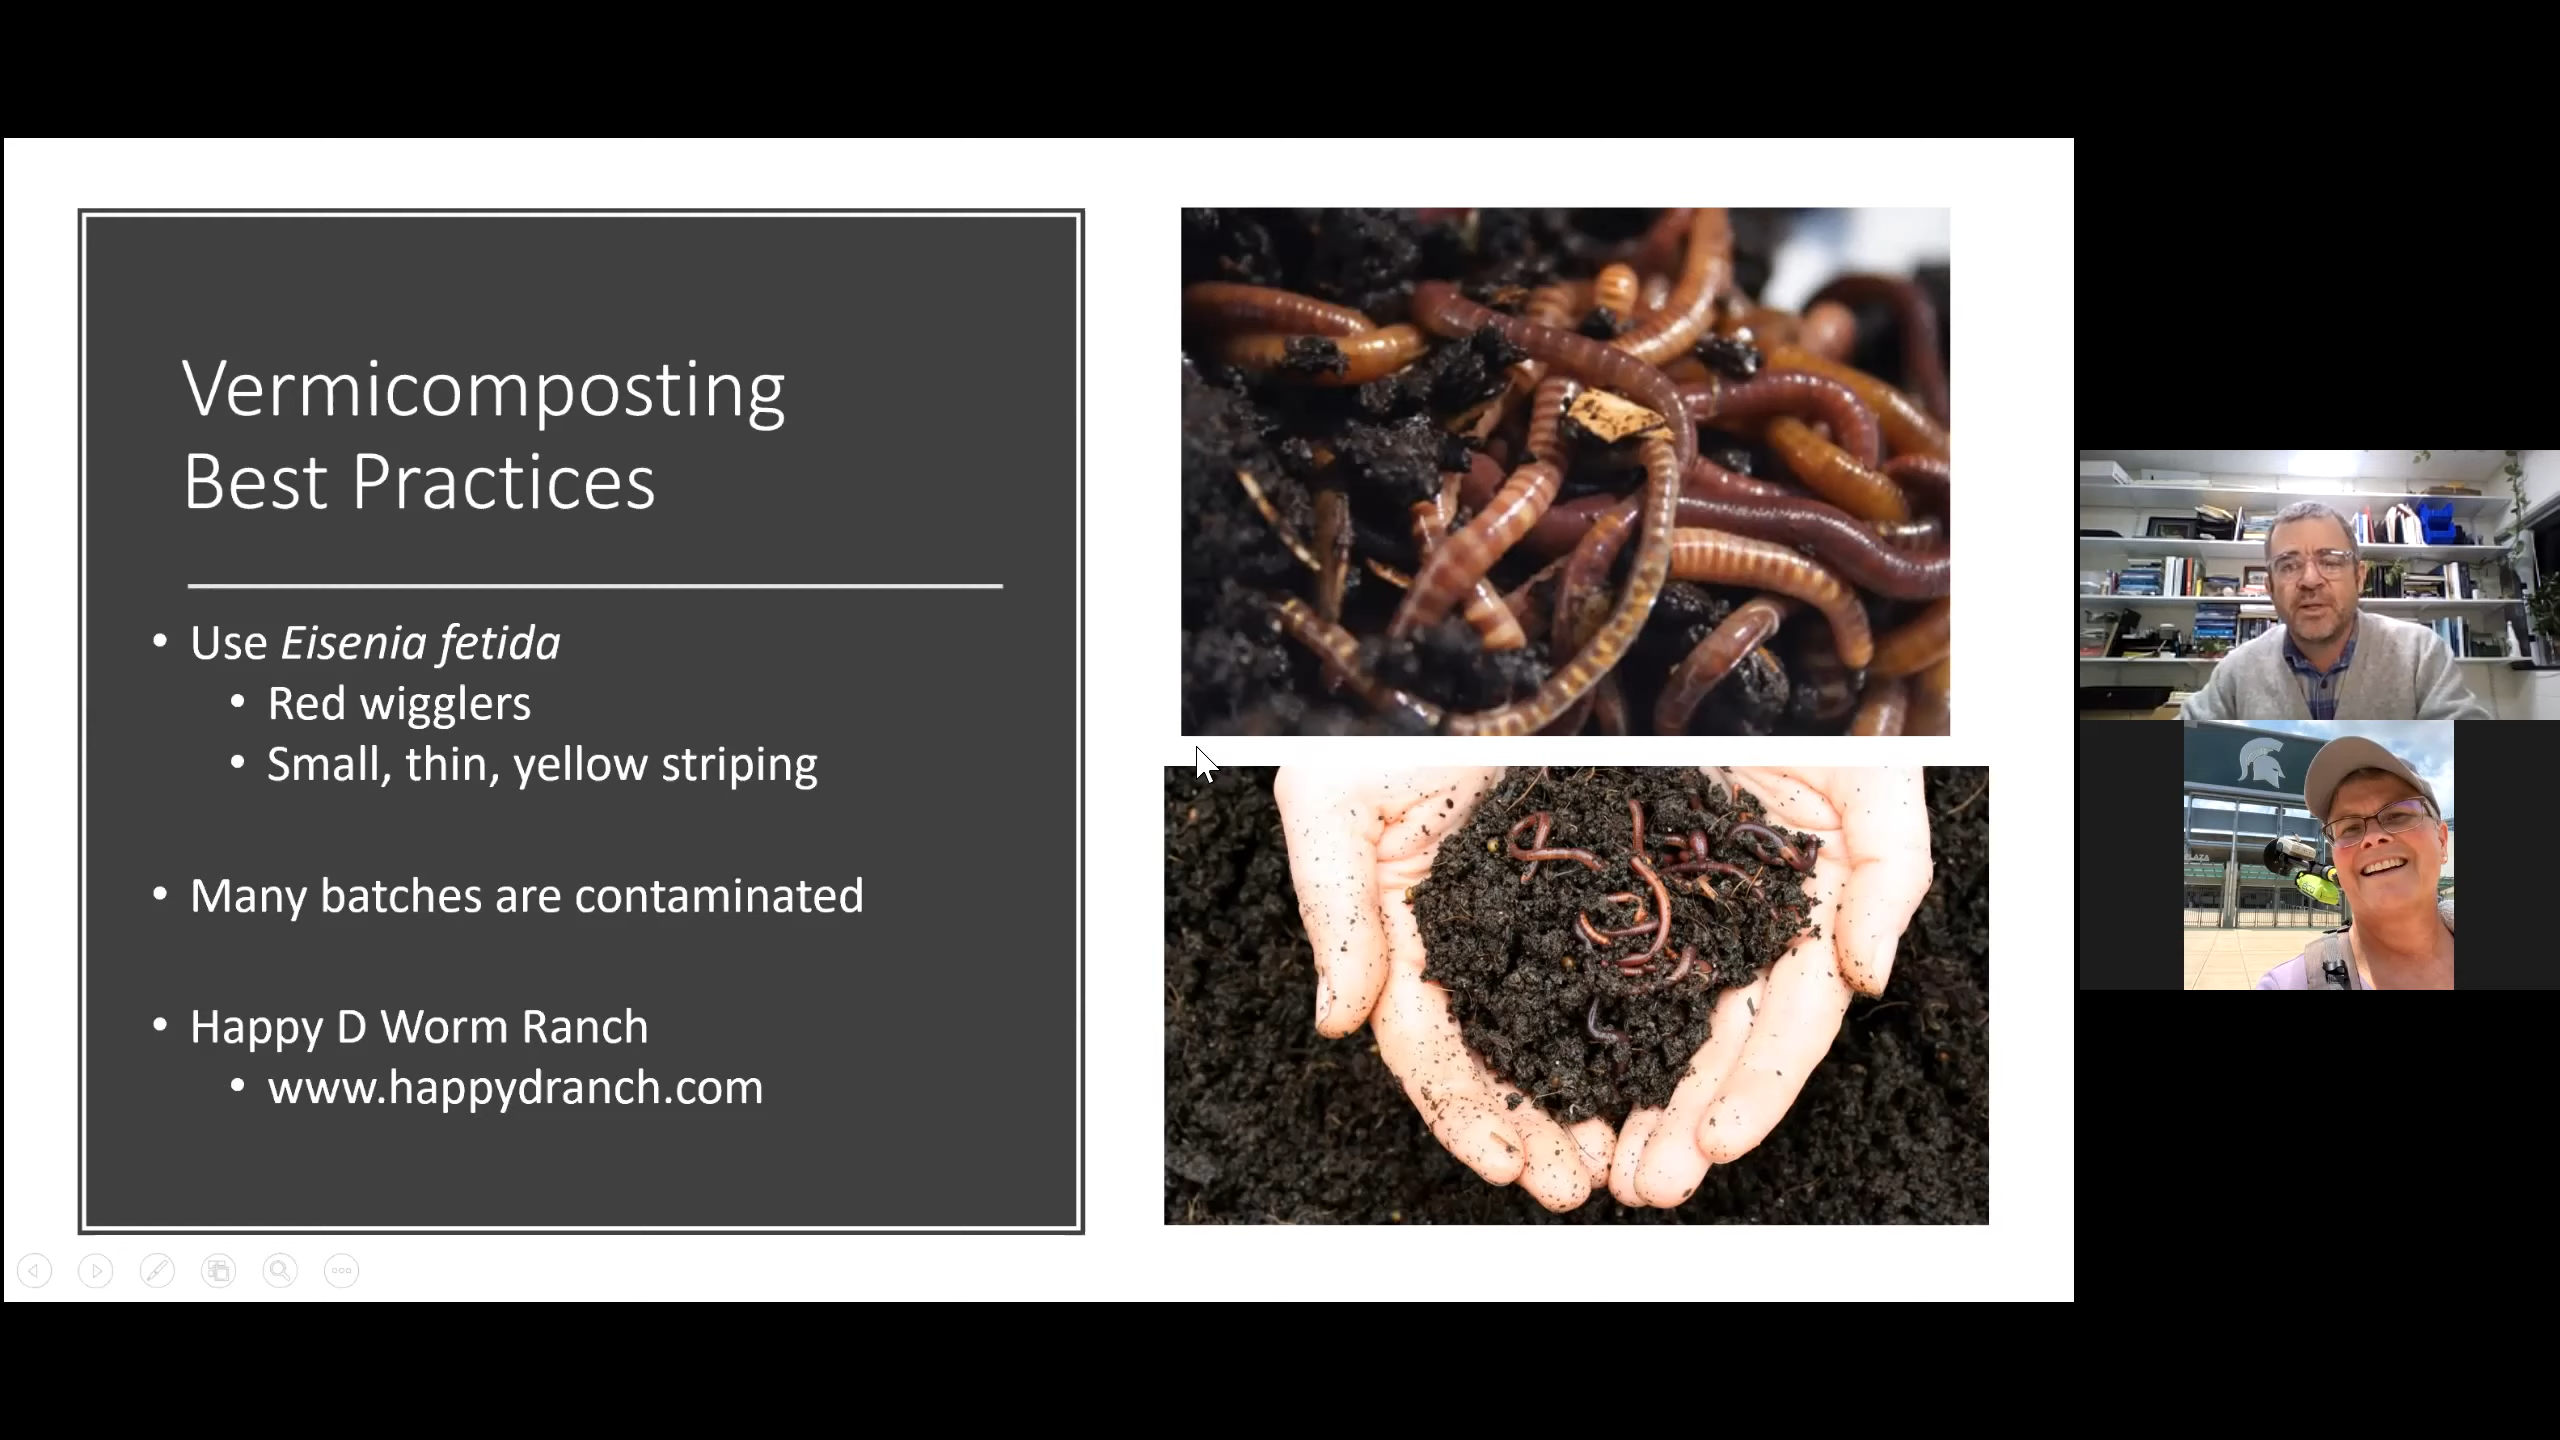 Vermicomposting
Best Practices
• Use Eisenia fetida
• Red wigglers
• Small, thin, yellow striping
• Many batches are contaminated
• Happy D Worm Ranch
• www.happydranch.com